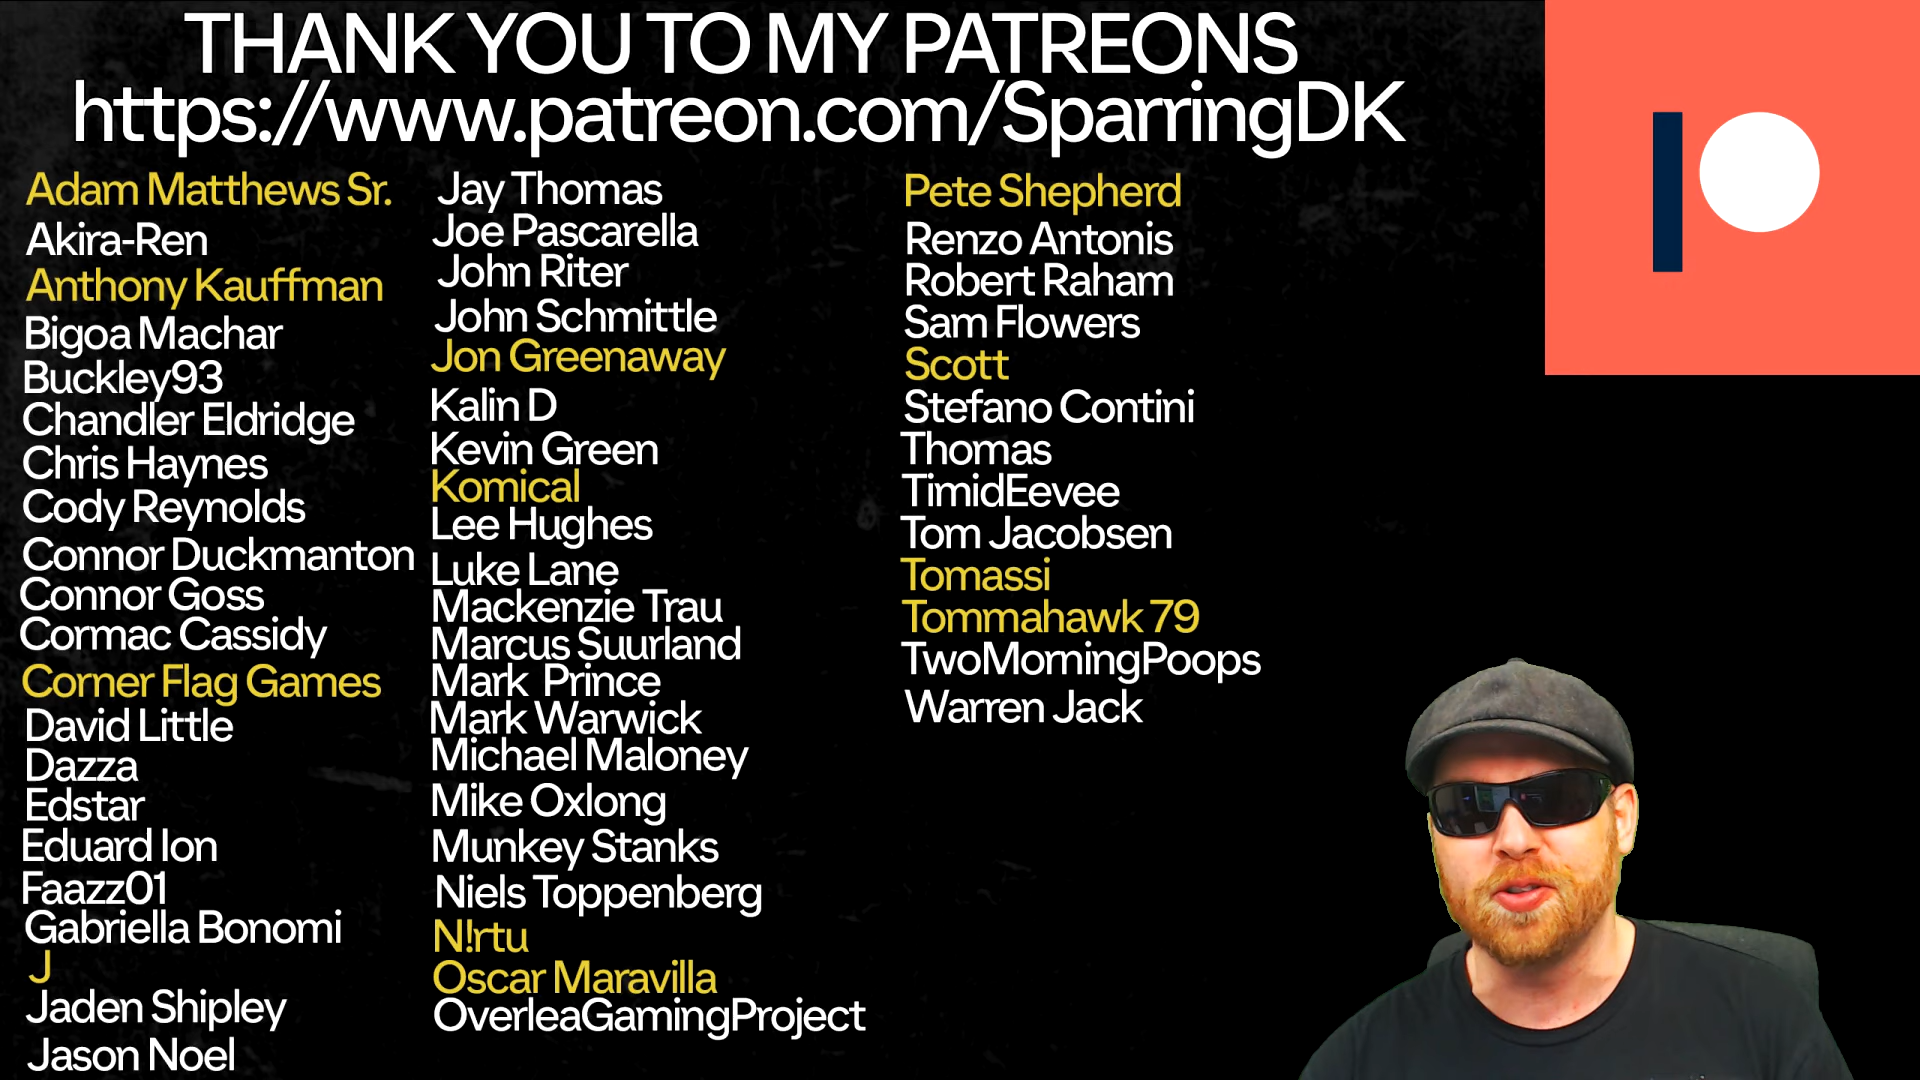 THANK YOU TO MY PATREONS
https://www.patreon.com/SparringDK
Adam Matthews Sr.
Akira-Ren
Anthony Kauffman
Bigoa Machar
Buckley93
Chandler Eldridge
Chris Haynes
Cody Reynolds
Connor Duckmanton
Connor Goss
Cormac Cassidy
Corner Flag Games
David Little
Dazza
Edstar
Eduard Ion
Faazz01
Gabriella Bonomi
J
Jaden Shipley
Jason Noel
Jay Thomas
Joe Pascarella
John Riter
John Schmittle
Jon Greenaway
Kalin D
Kevin Green
Komical
Lee Hughes
Luke Lane
Mackenzie Trau
Marcus Suurland
Mark Prince
Mark Warwick
Michael Maloney
Mike Oxlong
Munkey Stanks
Niels Toppenberg
N!rtu
Oscar Maravilla
OverleaGamingProject
Pete Shepherd
Renzo Antonis
Robert Raham
Sam Flowers
Scott
Stefano Contini
Thomas
TimidEevee
Tom Jacobsen
Tomassi
Tommahawk 79
TwoMorningPoops
Warren Jack